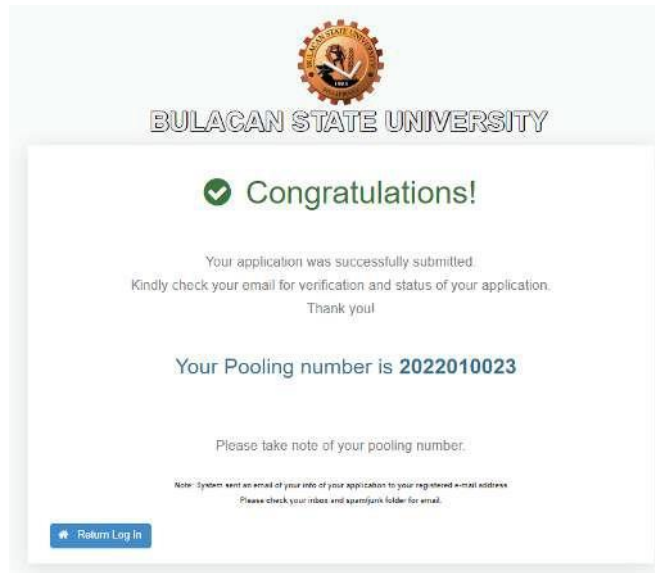 BULACAN STATE UNIVERSITY
Congratulations!
Your application was successfully submitted.
Kindly check your email for verification and status of your application.
Thank you!
Your Pooling number is 2022010023
Please take note of your pooling number.
Note: System sent an email of your info of your application to your registered e-mail address
Please check your inbox and spam/junk folder for email.
Return Log In